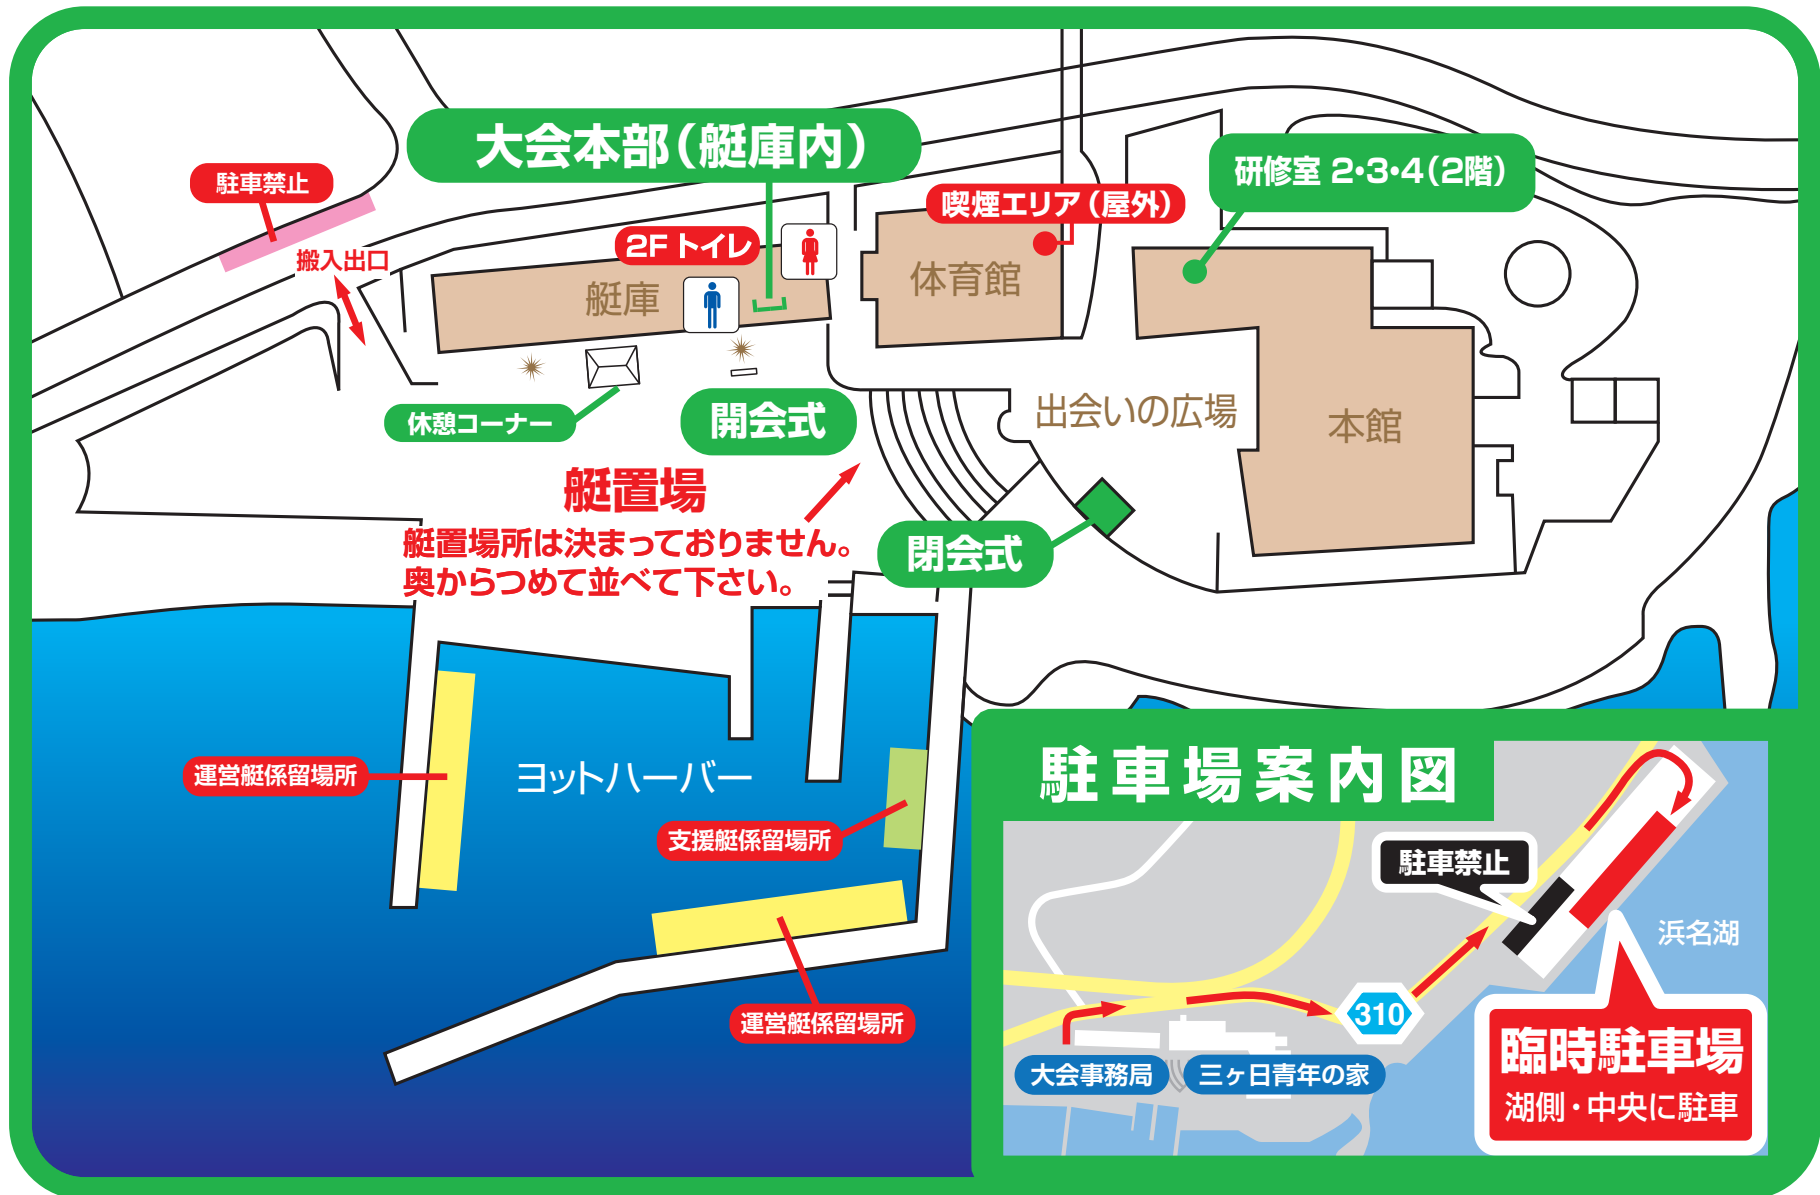 大会本部（艇庫内）
駐車禁止
研修室 2・3・4（2階）
喫煙エリア（屋外）
2F トイレ
搬入出口
艇庫
体育館
休憩コーナー
開会式
出会いの広場
本館
艇置場
艇置場所は決まっておりません。
奥からつめて並べて下さい。
閉会式
運営艇係留場所
ヨットハーバー
支援艇係留場所
運営艇係留場所
駐車場案内図
駐車禁止
浜名湖
310
大会事務局
三ヶ日青年の家
臨時駐車場
湖側・中央に駐車